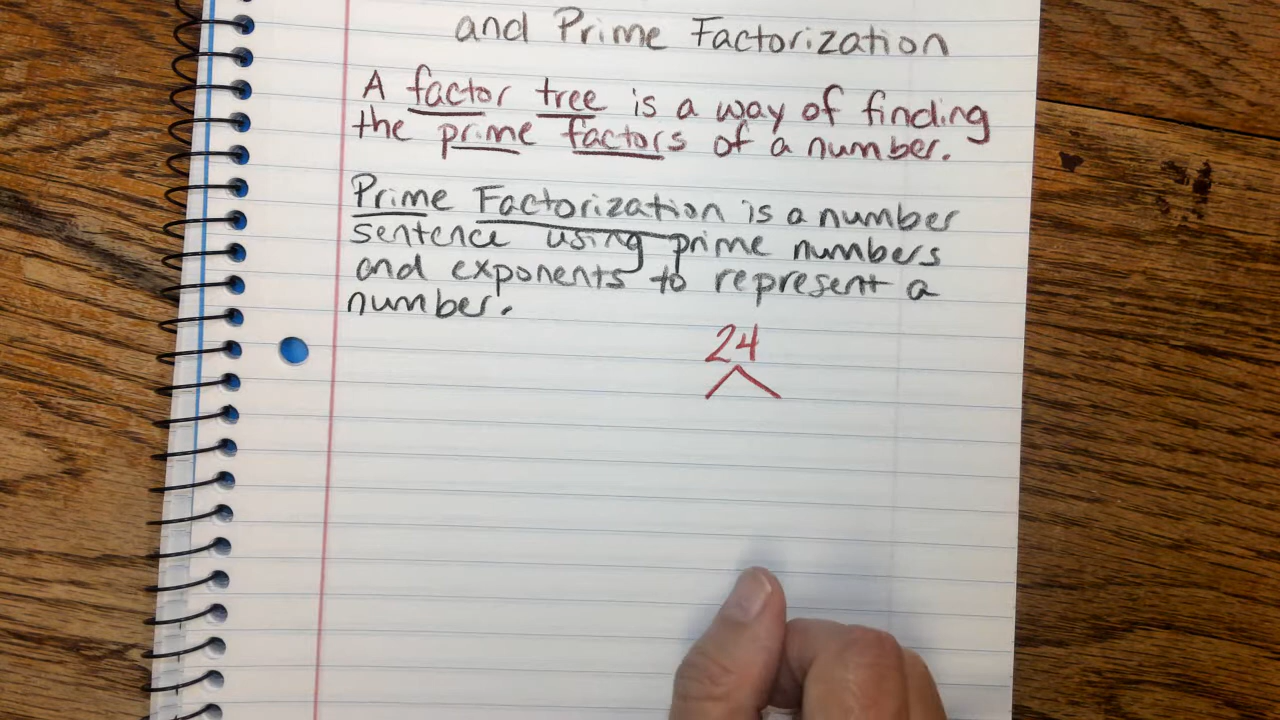 and Prime Factorization
A factor tree is a way of finding
the prime factors of a number.
Prime Factorization is a number
sentence using prime numbers
and exponents to represent a
number.
24